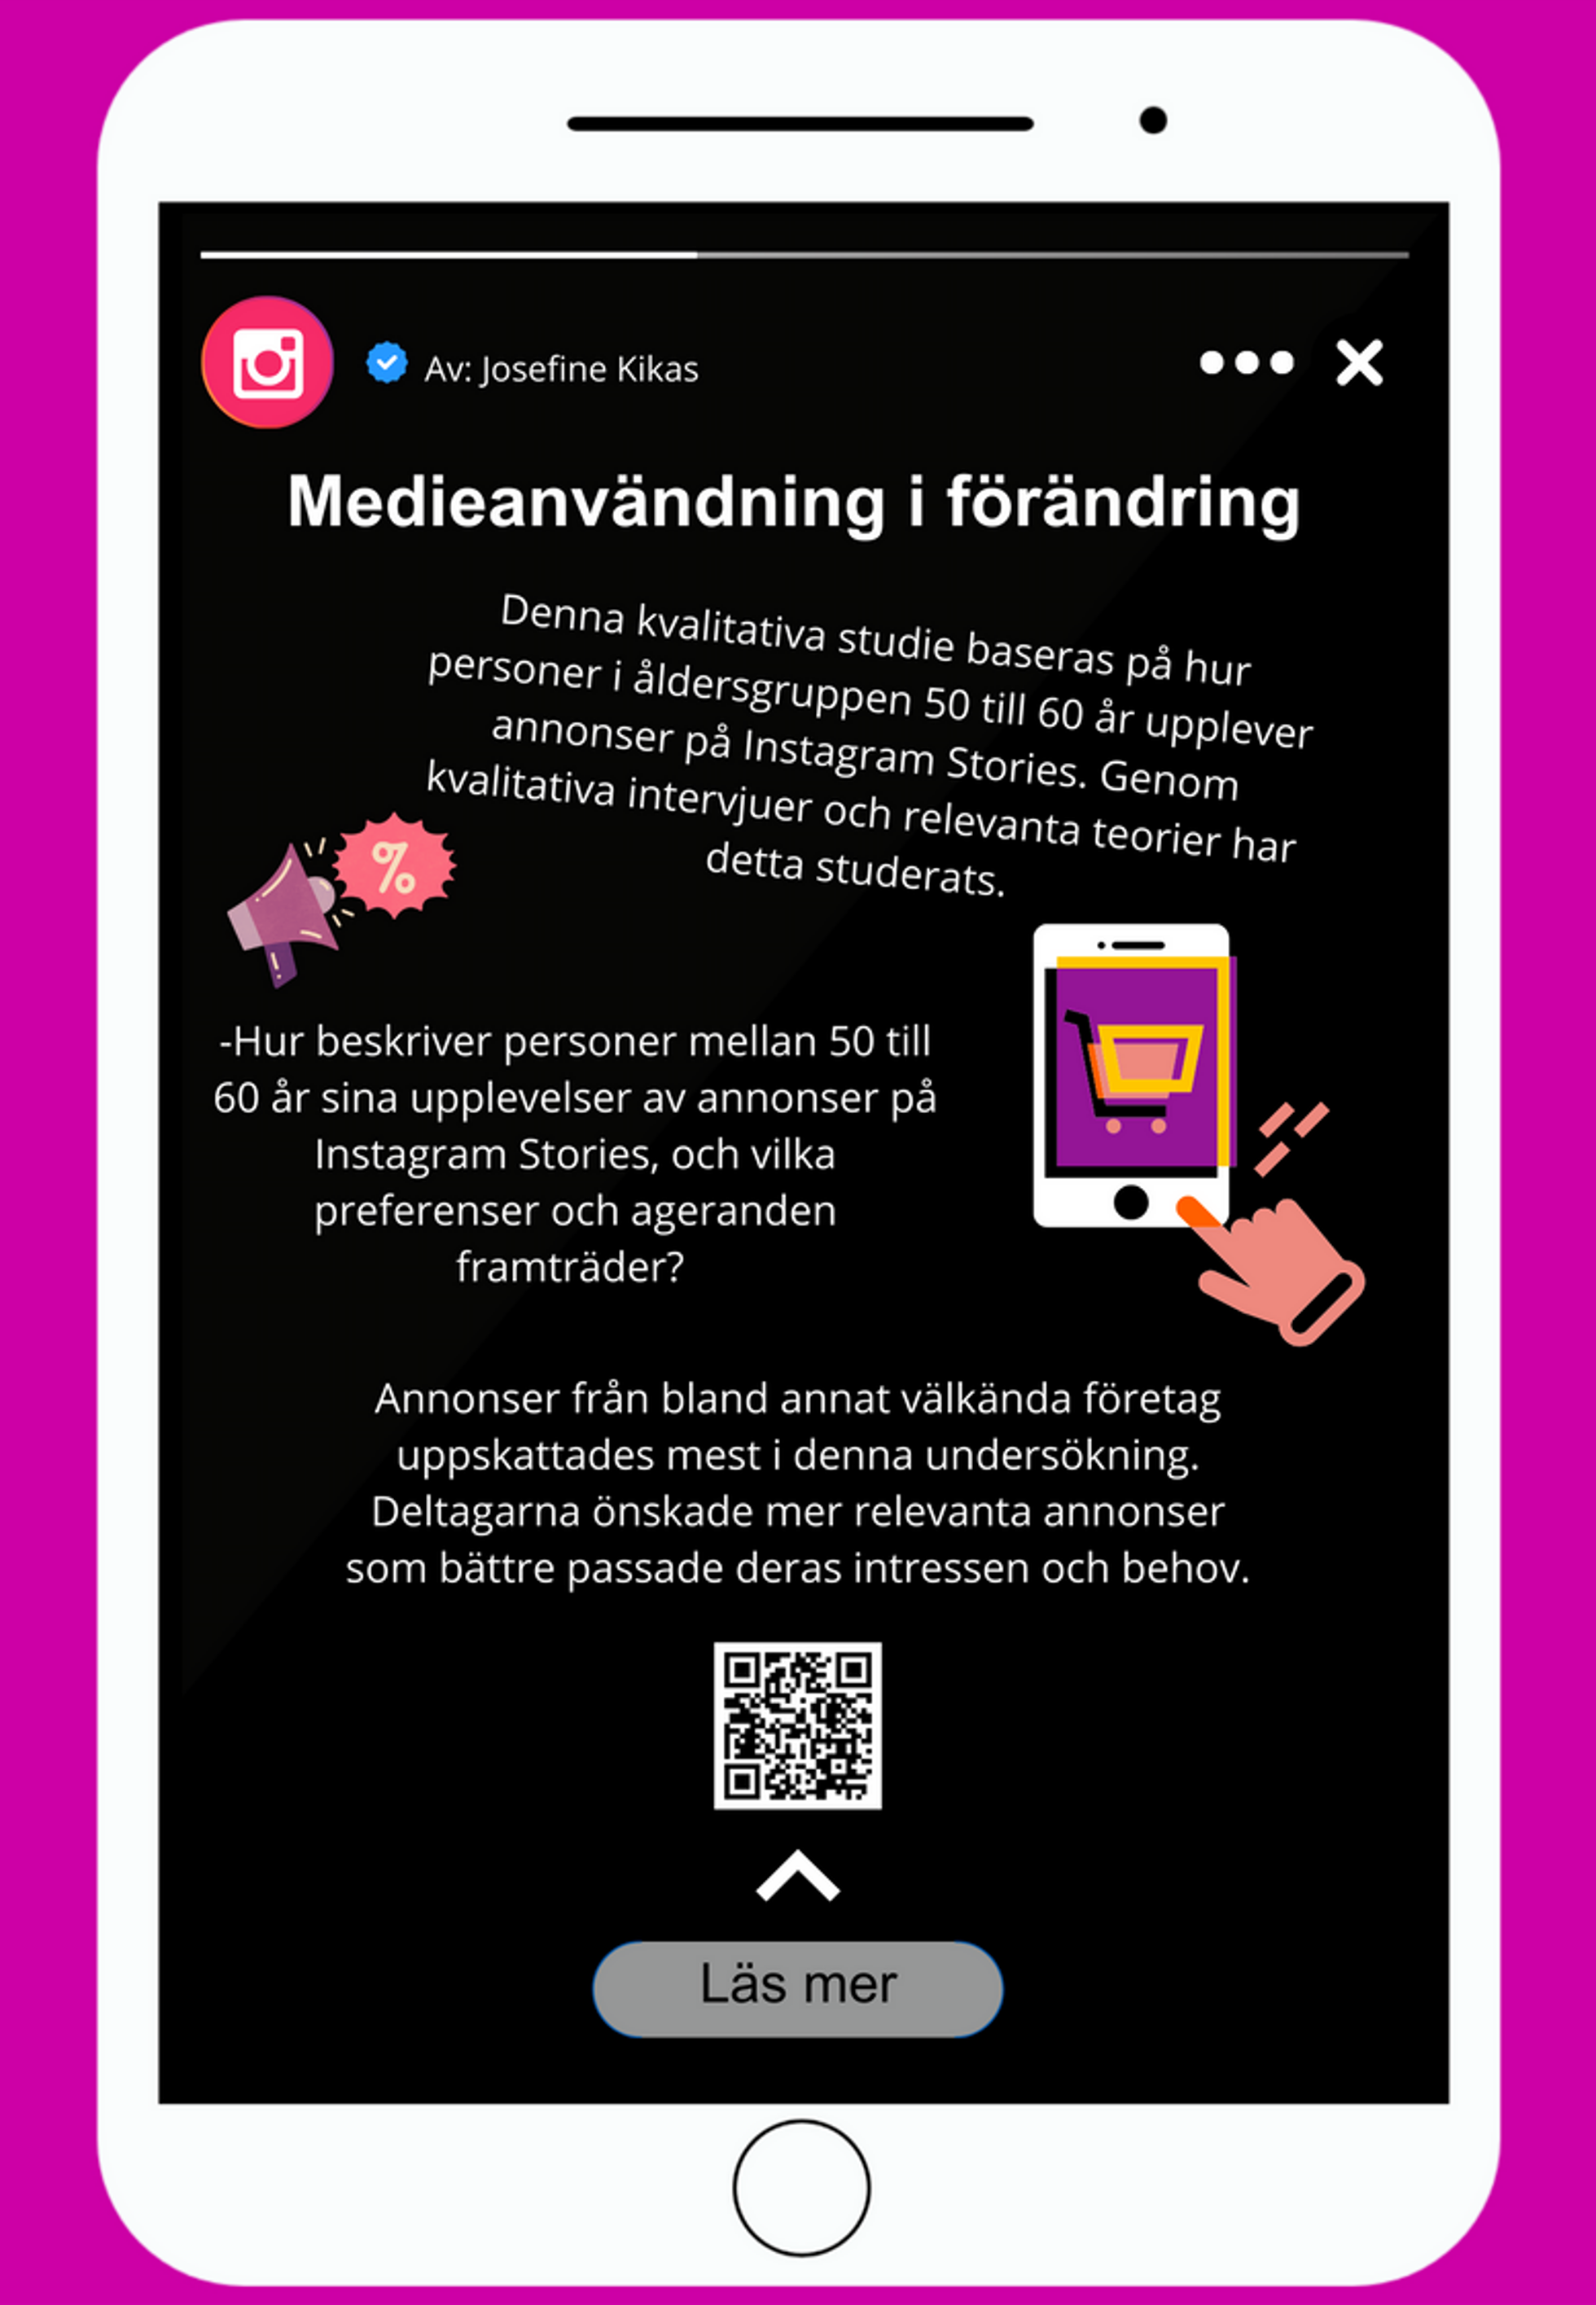 Av: Josefine Kikas
Medieanvändning i förändring
Denna kvalitativa studie baseras på hur
personer i åldersgruppen 50 till 60 år upplever
annonser på Instagram Stories. Genom
kvalitativa intervjuer och relevanta teorier har
detta studerats.
%
-Hur beskriver personer mellan 50 till
60 år sina upplevelser av annonser på
Instagram Stories, och vilka
preferenser och ageranden
framträder?
Annonser från bland annat välkända företag
uppskattades mest i denna undersökning.
Deltagarna önskade mer relevanta annonser
som bättre passade deras intressen och behov.
Läs mer